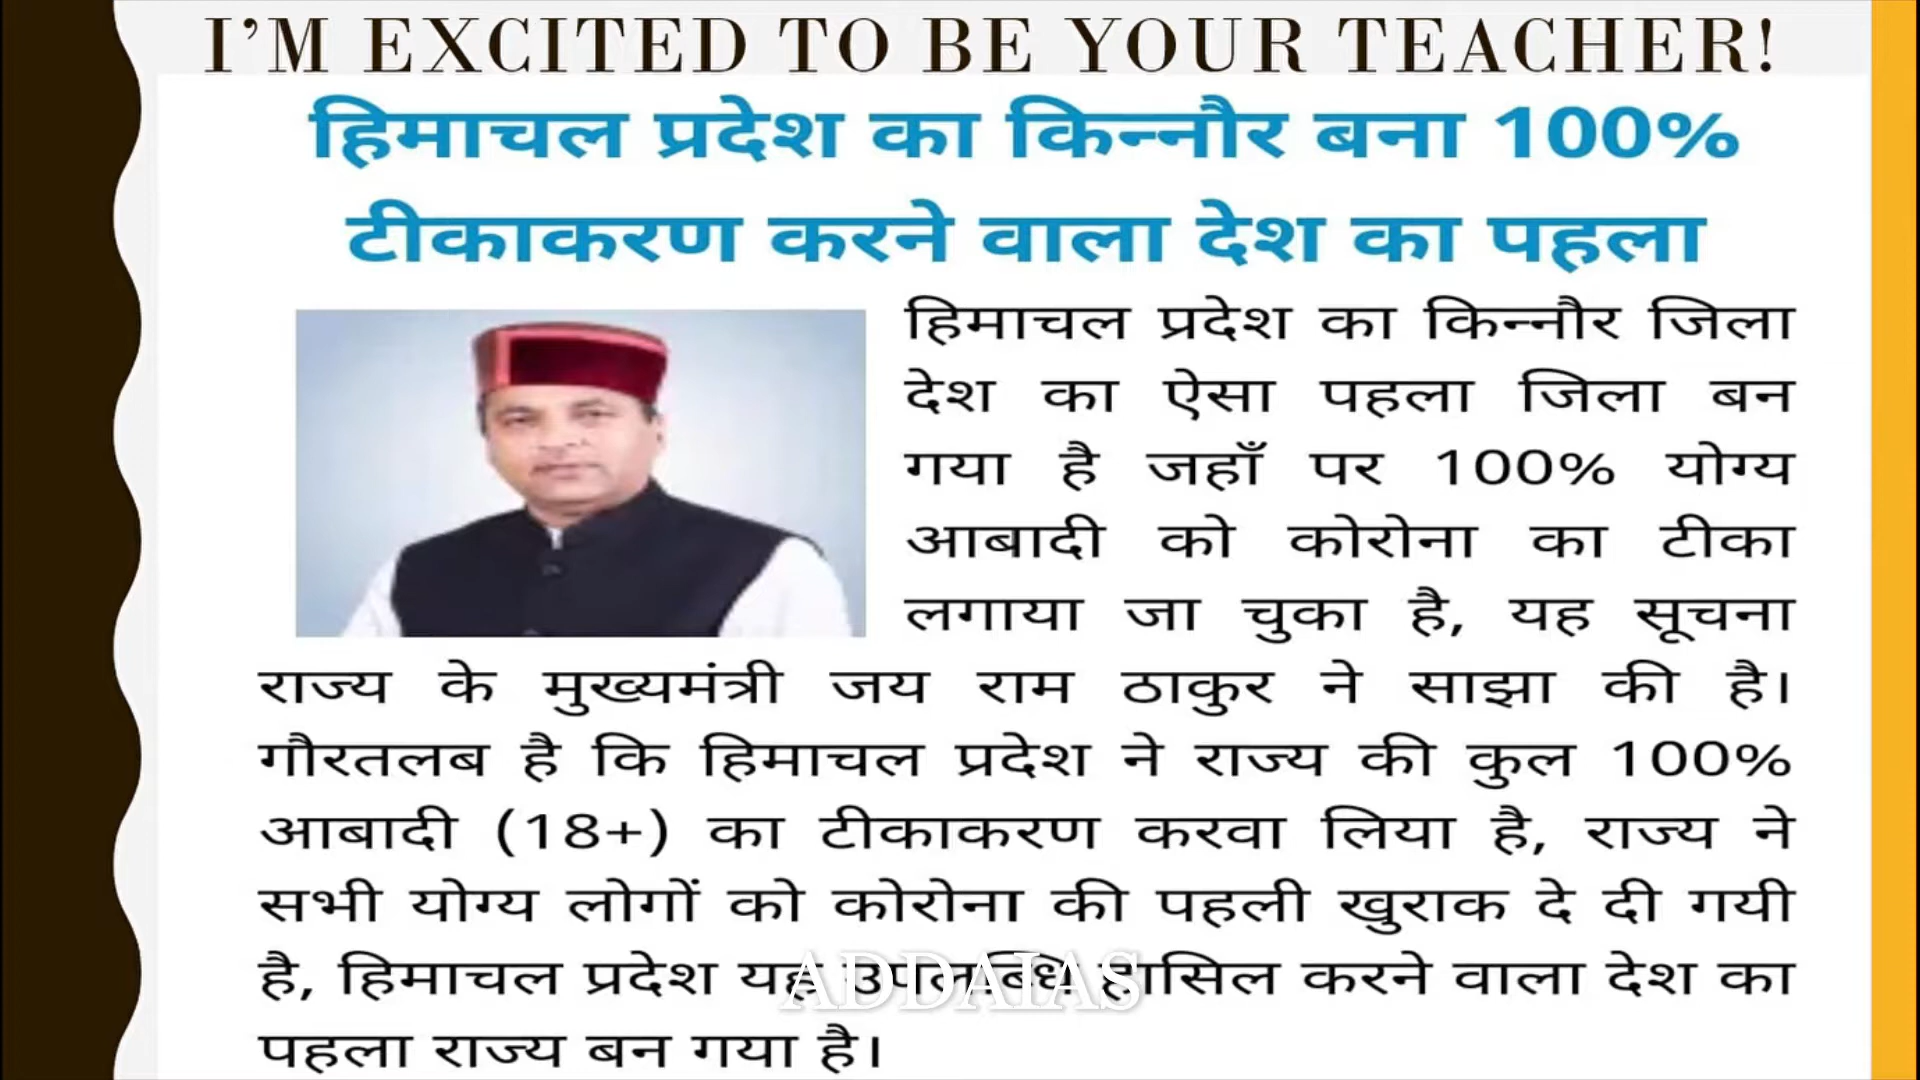 I'M EXCITED TO BE YOUR TEACHER!
हिमाचल प्रदेश का किन्नौर बना 100%
टीकाकरण करने वाला देश का पहला
हिमाचल प्रदेश का किन्नौर जिला
देश का ऐसा पहला जिला बन
गया है जहाँ पर 100% योग्य
आबादी को कोरोना का टीका
लगाया जा चुका है, यह सूचना
राज्य के मुख्यमंत्री जय राम ठाकुर ने साझा की है।
गौरतलब है कि हिमाचल प्रदेश ने राज्य की कुल 100%
आबादी (18+) का टीकाकरण करवा लिया है, राज्य ने
सभी योग्य लोगों को कोरोना की पहली खुराक दे दी गयी
है, हिमाचल प्रदेश यह उपलब्धि हासिल करने वाला देश का
ADDAIAS
पहला राज्य बन गया है।